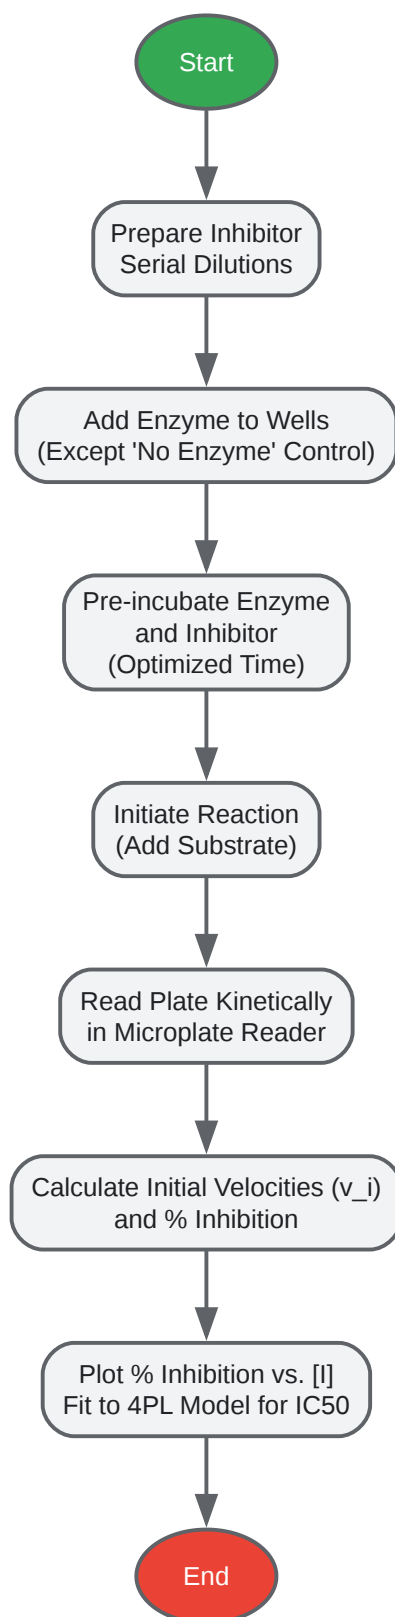 Start
Prepare Inhibitor
Serial Dilutions
Add Enzyme to Wells
(Except 'No Enzyme' Control)
Pre-incubate Enzyme
and Inhibitor
(Optimized Time)
Initiate Reaction
(Add Substrate)
Read Plate Kinetically
in Microplate Reader
Calculate Initial Velocities (v_i)
and % Inhibition
Plot % Inhibition vs. [I]
Fit to 4PL Model for IC50
End